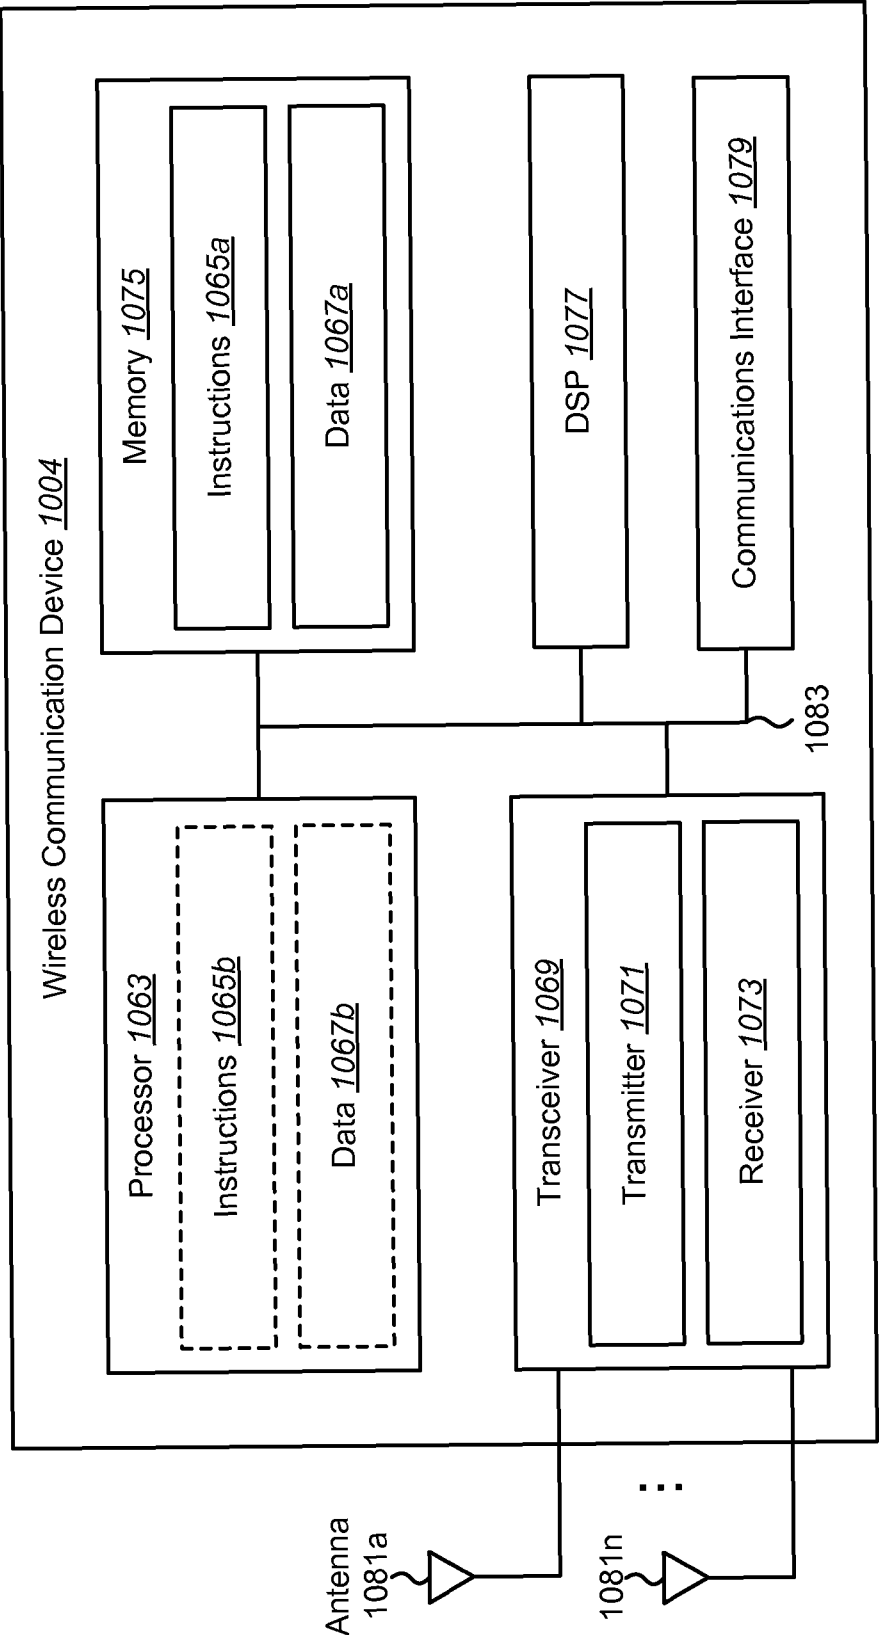 Wireless Communication Device 1004
Processor 1063
Instructions 1065b
Data 1067b
Memory 1075
Instructions 1065a
Data 1067a
Transceiver 1069
Transmitter 1071
Receiver 1073
DSP 1077
Communications Interface 1079
1083
Antenna
1081a
...
1081n